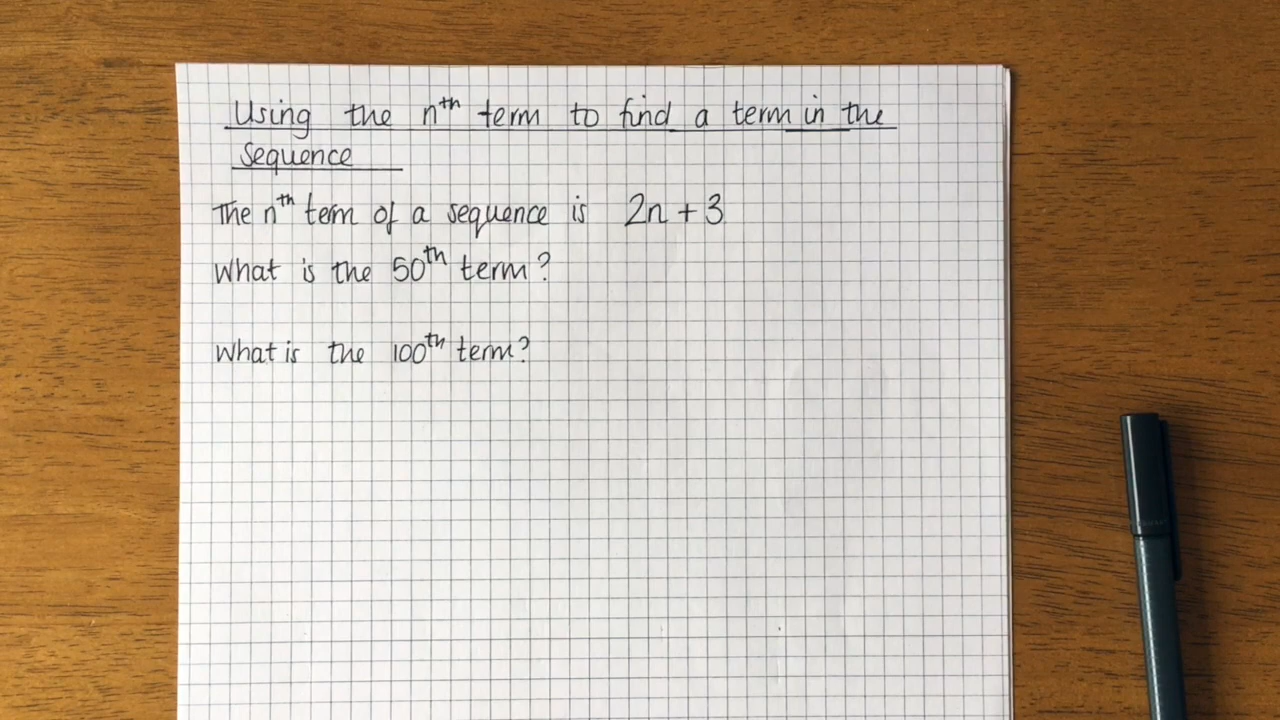 Using the nth term to find a term in the
sequence
The nth term of a sequence is 2n + 3
What is the 50th term?
What is the 100th term?